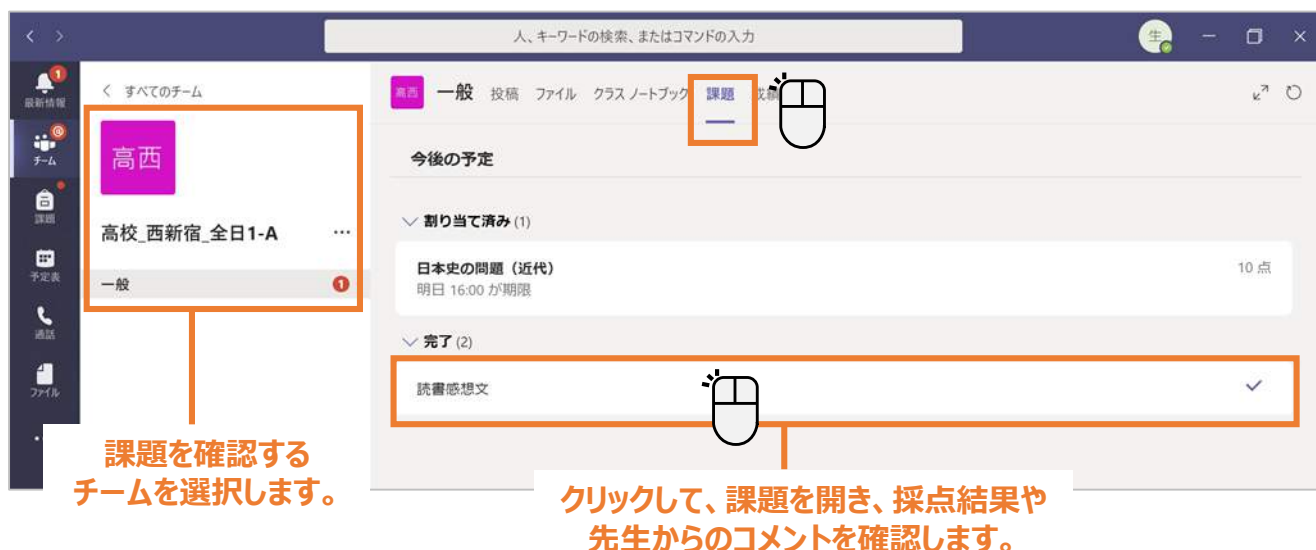 人、キーワードの検索、またはコマンドの入力
生
1
最新情報
@
チーム
課題
予定表
通話
ファイル
すべてのチーム
高西
高校_西新宿_全日1-A
一般
1
高西
一般 投稿 ファイル クラス ノートブック 課題
今後の予定
割り当て済み (1)
日本史の問題（近代）
10 点
明日 16:00 が期限
完了 (2)
読書感想文
課題を確認する
チームを選択します。
クリックして、課題を開き、採点結果や
先生からのコメントを確認します。